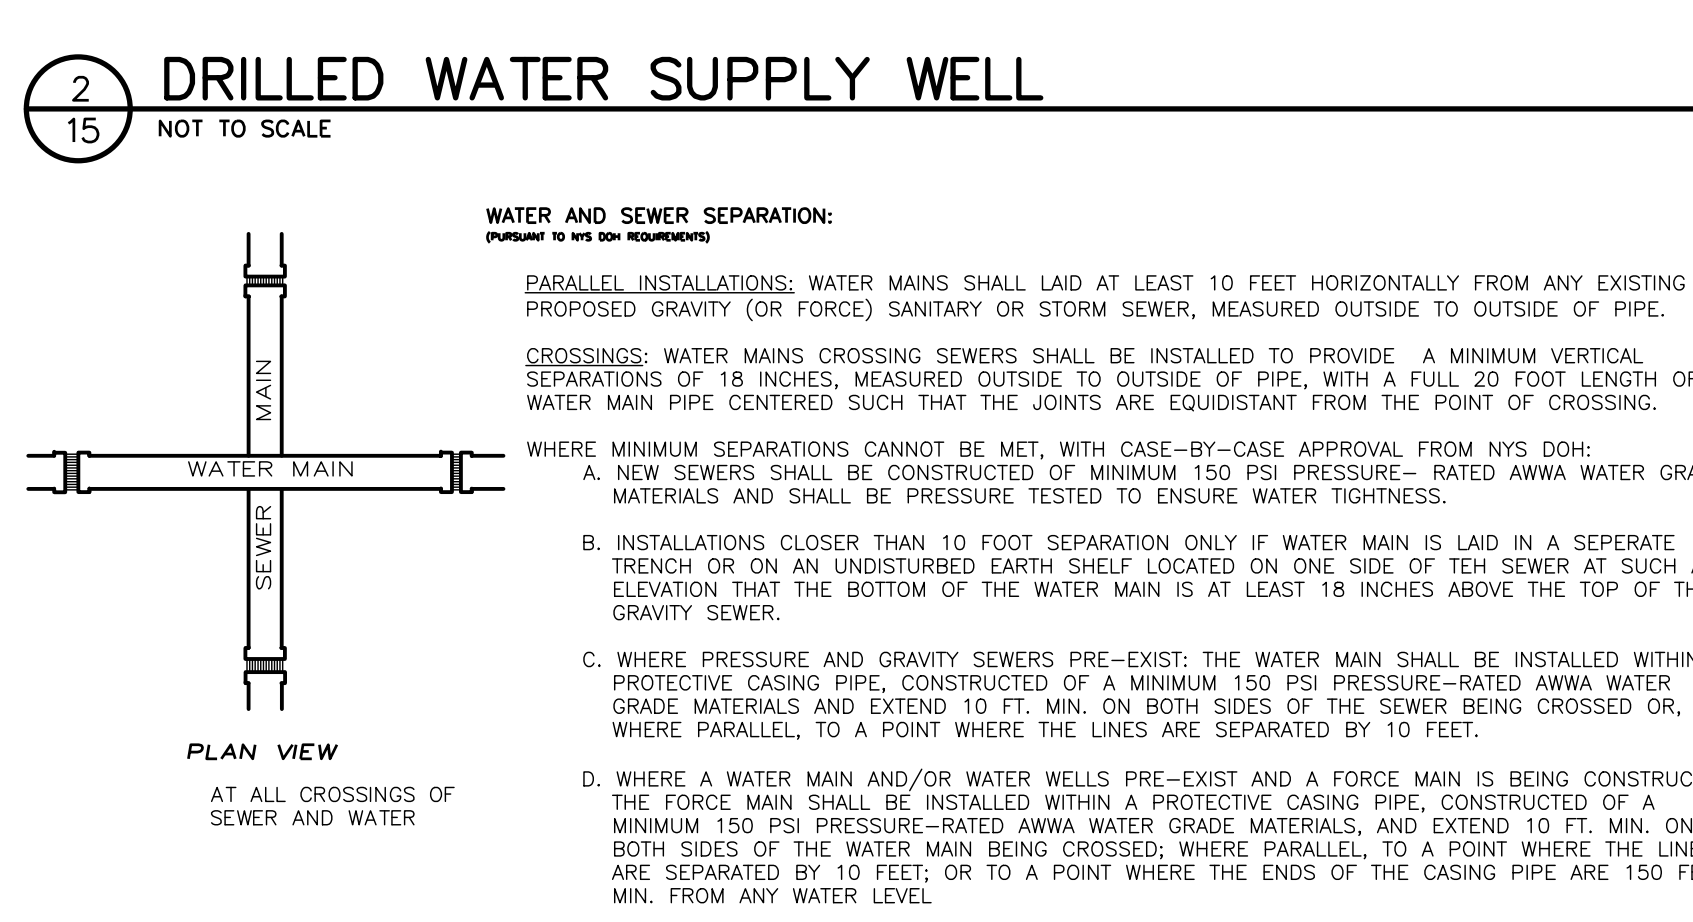 2
15
DRILLED WATER SUPPLY WELL
NOT TO SCALE
WATER AND SEWER SEPARATION:
(PURSUANT TO NYS DOH REQUIREMENTS)
PARALLEL INSTALLATIONS: WATER MAINS SHALL LAID AT LEAST 10 FEET HORIZONTALLY FROM ANY EXISTING
PROPOSED GRAVITY (OR FORCE) SANITARY OR STORM SEWER, MEASURED OUTSIDE TO OUTSIDE OF PIPE.
CROSSINGS: WATER MAINS CROSSING SEWERS SHALL BE INSTALLED TO PROVIDE A MINIMUM VERTICAL
SEPARATIONS OF 18 INCHES, MEASURED OUTSIDE TO OUTSIDE OF PIPE, WITH A FULL 20 FOOT LENGTH OF
WATER MAIN PIPE CENTERED SUCH THAT THE JOINTS ARE EQUIDISTANT FROM THE POINT OF CROSSING.
WHERE MINIMUM SEPARATIONS CANNOT BE MET, WITH CASE-BY-CASE APPROVAL FROM NYS DOH:
A. NEW SEWERS SHALL BE CONSTRUCTED OF MINIMUM 150 PSI PRESSURE- RATED AWWA WATER GRA
MATERIALS AND SHALL BE PRESSURE TESTED TO ENSURE WATER TIGHTNESS.
B. INSTALLATIONS CLOSER THAN 10 FOOT SEPARATION ONLY IF WATER MAIN IS LAID IN A SEPERATE
TRENCH OR ON AN UNDISTURBED EARTH SHELF LOCATED ON ONE SIDE OF TEH SEWER AT SUCH
ELEVATION THAT THE BOTTOM OF THE WATER MAIN IS AT LEAST 18 INCHES ABOVE THE TOP OF TH
GRAVITY SEWER.
C. WHERE PRESSURE AND GRAVITY SEWERS PRE-EXIST: THE WATER MAIN SHALL BE INSTALLED WITHIN
PROTECTIVE CASING PIPE, CONSTRUCTED OF A MINIMUM 150 PSI PRESSURE-RATED AWWA WATER
GRADE MATERIALS AND EXTEND 10 FT. MIN. ON BOTH SIDES OF THE SEWER BEING CROSSED OR,
WHERE PARALLEL, TO A POINT WHERE THE LINES ARE SEPARATED BY 10 FEET.
D. WHERE A WATER MAIN AND/OR WATER WELLS PRE-EXIST AND A FORCE MAIN IS BEING CONSTRUC
THE FORCE MAIN SHALL BE INSTALLED WITHIN A PROTECTIVE CASING PIPE, CONSTRUCTED OF A
MINIMUM 150 PSI PRESSURE-RATED AWWA WATER GRADE MATERIALS, AND EXTEND 10 FT. MIN. ON
BOTH SIDES OF THE WATER MAIN BEING CROSSED; WHERE PARALLEL, TO A POINT WHERE THE LINE
ARE SEPARATED BY 10 FEET; OR TO A POINT WHERE THE ENDS OF THE CASING PIPE ARE 150 FE
MIN. FROM ANY WATER LEVEL
MAIN
WATER MAIN
SEWER
PLAN VIEW
AT ALL CROSSINGS OF
SEWER AND WATER